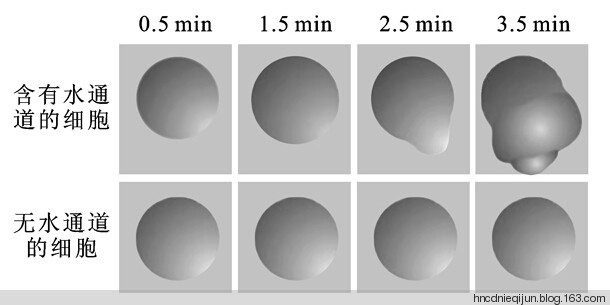 0.5 min 1.5 min 2.5 min 3.5 min
含有水通
道的细胞
无水通道
的细胞
hncdnieqijun.blog.163.com